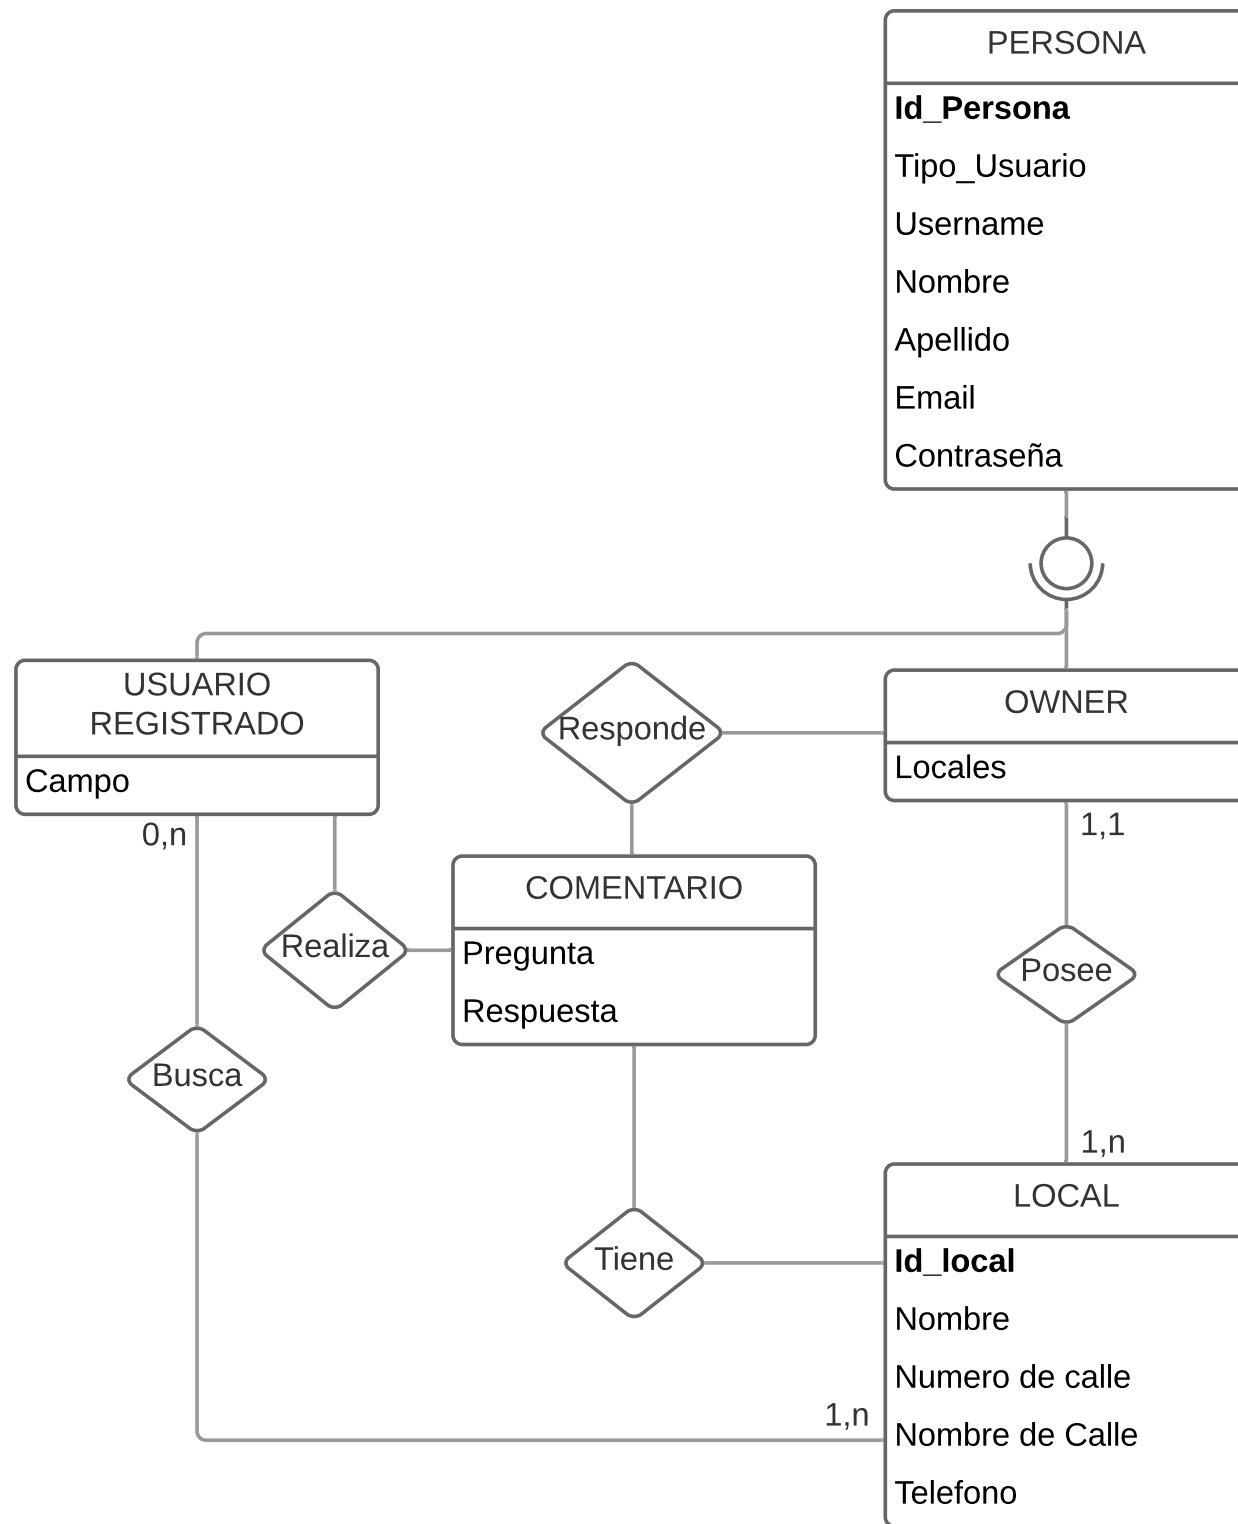 PERSONA
Id_Persona
Tipo_Usuario
Username
Nombre
Apellido
Email
Contraseña
USUARIO
REGISTRADO
Campo
Responde
OWNER
Locales
0,n
1,1
COMENTARIO
Pregunta
Respuesta
Realiza
Posee
Busca
1,n
Tiene
LOCAL
Id_local
Nombre
Numero de calle
Nombre de Calle
Telefono
1,n